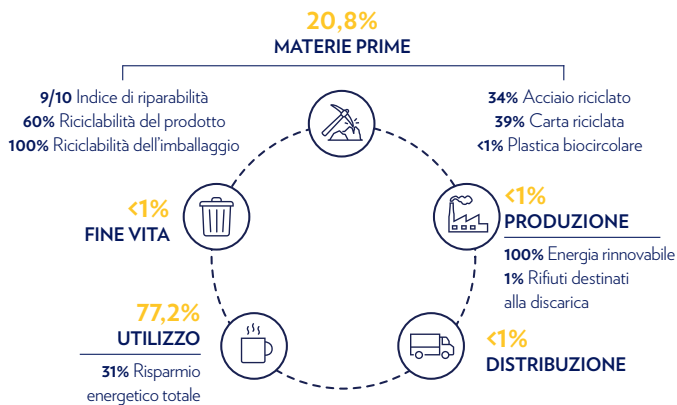 20,8%
MATERIE PRIME
9/10 Indice di riparabilità
60% Riciclabilità del prodotto
100% Riciclabilità dell'imballaggio
34% Acciaio riciclato
39% Carta riciclata
<1% Plastica biocircolare
<1%
FINE VITA
<1%
PRODUZIONE
100% Energia rinnovabile
1% Rifiuti destinati
alla discarica
77,2%
UTILIZZO
31% Risparmio
energetico totale
<1%
DISTRIBUZIONE